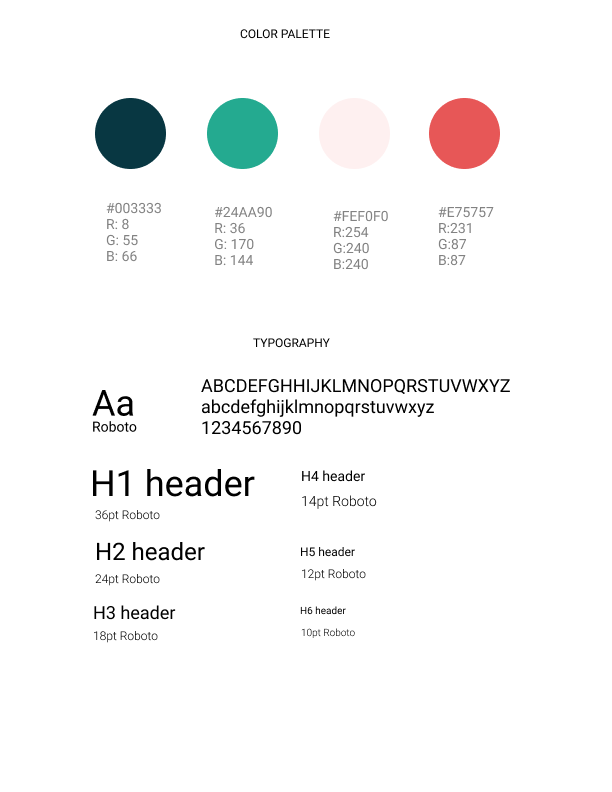 COLOR PALETTE
#003333
R: 8
G: 55
B: 66
#24AA90
R: 36
G: 170
B: 144
#FEF0F0
R:254
G:240
B:240
#E75757
R:231
G:87
B:87
TYPOGRAPHY
Aa
Roboto
ABCDEFGHHIJKLMNOPQRSTUVWXYZ
abcdefghijklmnopqrstuvwxyz
1234567890
H1 header
36pt Roboto
H2 header
24pt Roboto
H3 header
18pt Roboto
H4 header
14pt Roboto
H5 header
12pt Roboto
H6 header
10pt Roboto